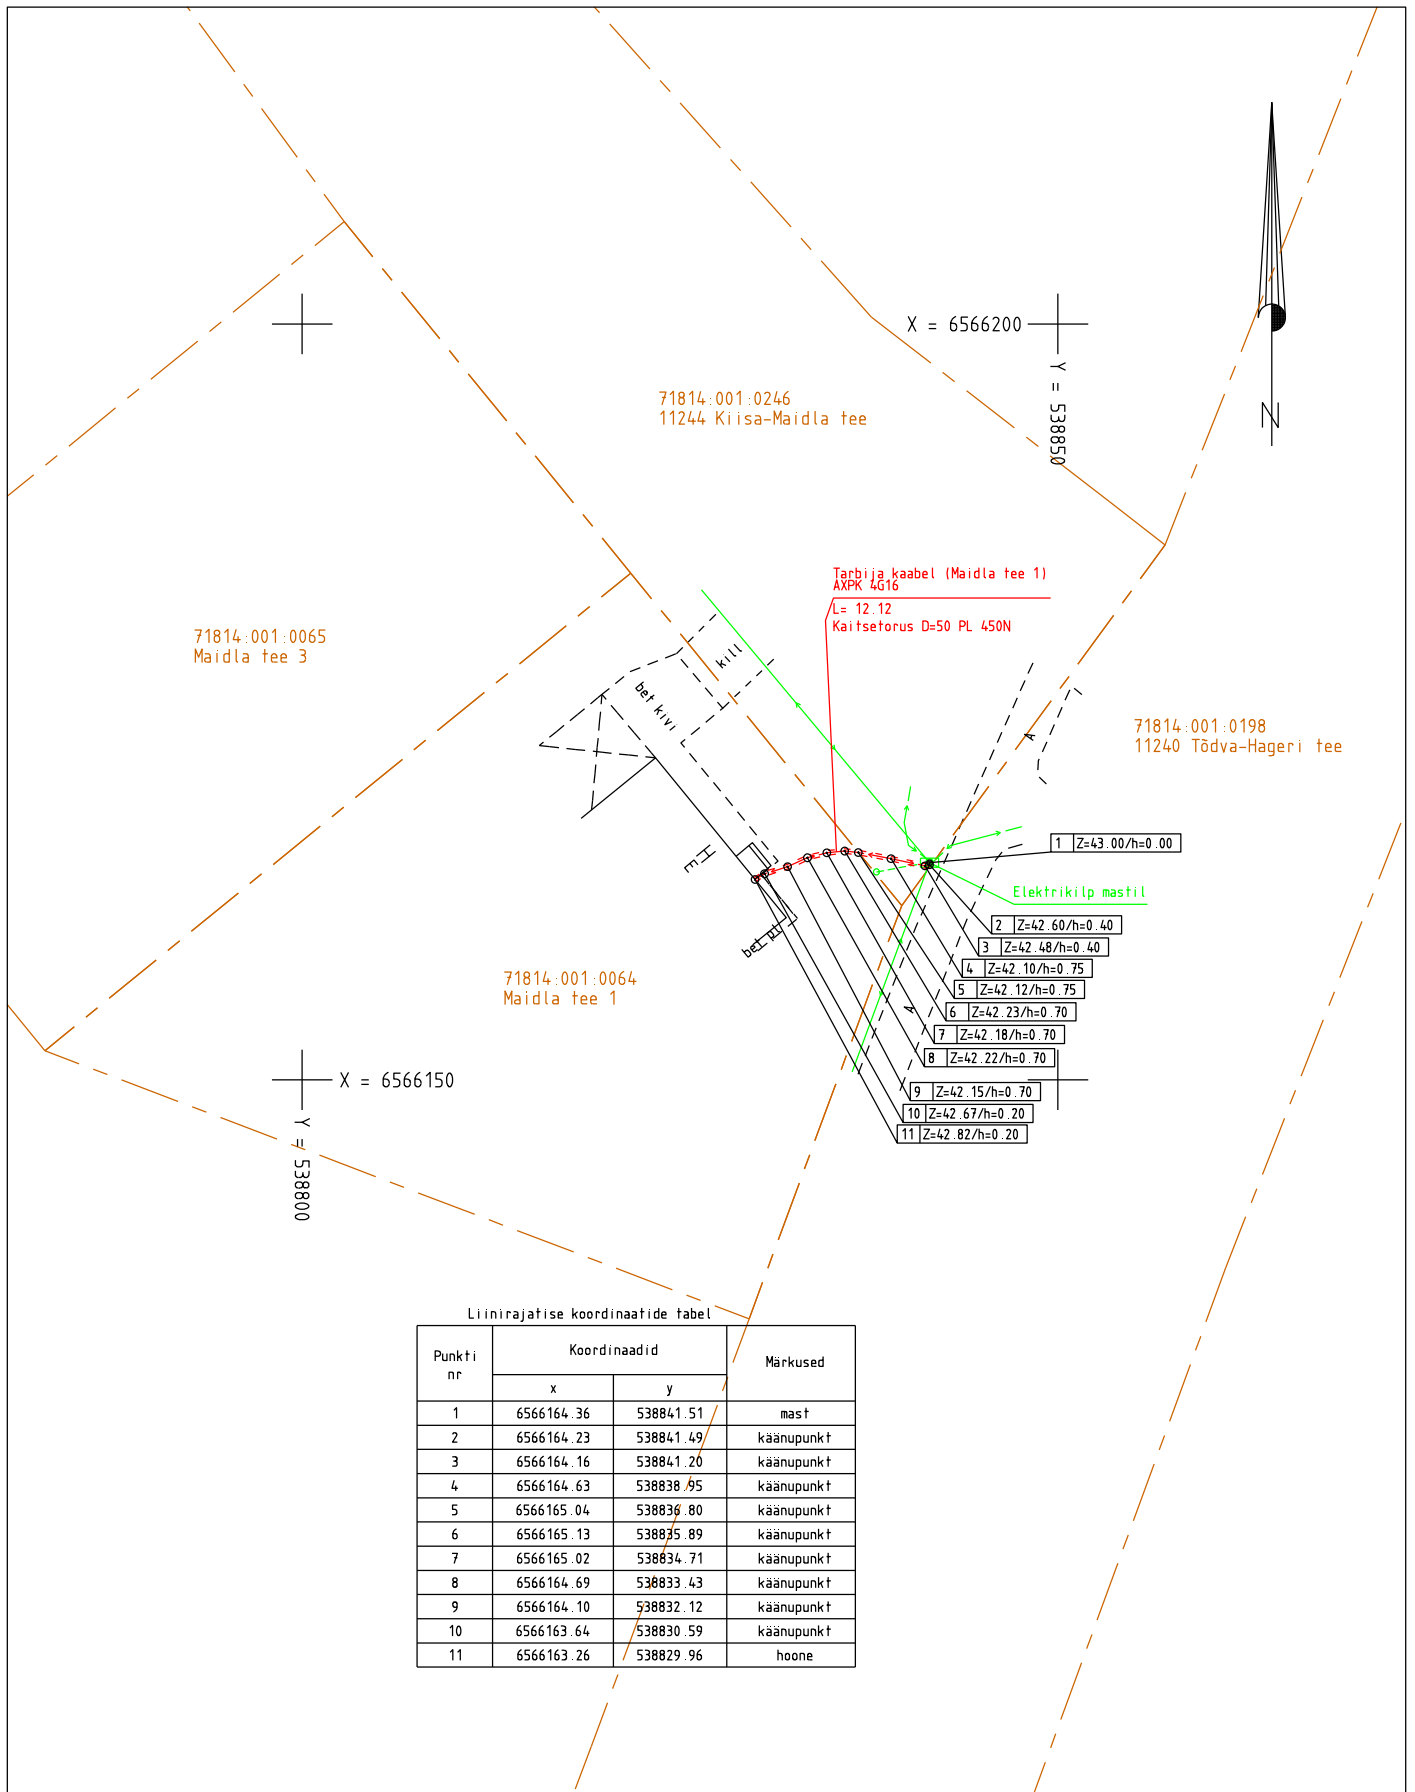 X = 6566200
Y = 538850
N
71814:001:0246
11244 Kiisa-Maidla tee
Tarbija kaabel (Maidla tee 1)
AXPK 4G16
L= 12.12
Kaitsetorus D=50 PL 450N
71814:001:0065
Maidla tee 3
kill
bet kivi
71814:001:0198
11240 Tõdva-Hageri tee
A
1 Z=43.00/h=0.00
HE
Elektrikilp mastil
2 Z=42.60/h=0.40
3 Z=42.48/h=0.40
bet pl
4 Z=42.10/h=0.75
71814:001:0064
Maidla tee 1
5 Z=42.12/h=0.75
A
6 Z=42.23/h=0.70
7 Z=42.18/h=0.70
8 Z=42.22/h=0.70
X = 6566150
9 Z=42.15/h=0.70
10 Z=42.67/h=0.20
11 Z=42.82/h=0.20
Y = 538800
Liinirajatise koordinaatide tabel
Punkti nr Koordinaadid Märkused
x y
1 6566164.36 538841.51 mast
2 6566164.23 538841.49 käänupunkt
3 6566164.16 538841.20 käänupunkt
4 6566164.63 538838.95 käänupunkt
5 6566165.04 538836.80 käänupunkt
6 6566165.13 538835.89 käänupunkt
7 6566165.02 538834.71 käänupunkt
8 6566164.69 538833.43 käänupunkt
9 6566164.10 538832.12 käänupunkt
10 6566163.64 538830.59 käänupunkt
11 6566163.26 538829.96 hoone